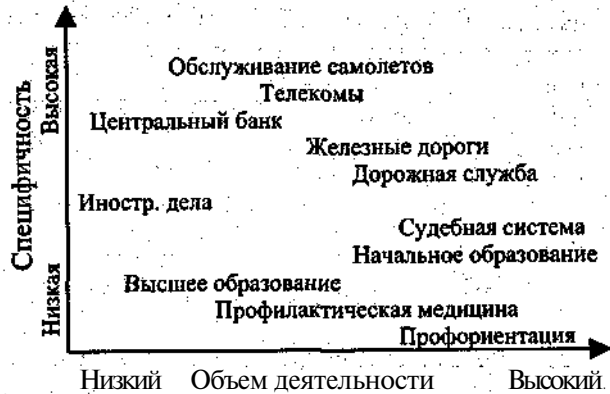 Специфичность
Высокая
Низкая
Обслуживание самолетов
Телекомы
Центральный банк
Железные дороги
Дорожная служба
Иностр. дела
Судебная система
Начальное образование
Высшее образование
Профилактическая медицина
Профориентация
Низкий Объем деятельности Высокий